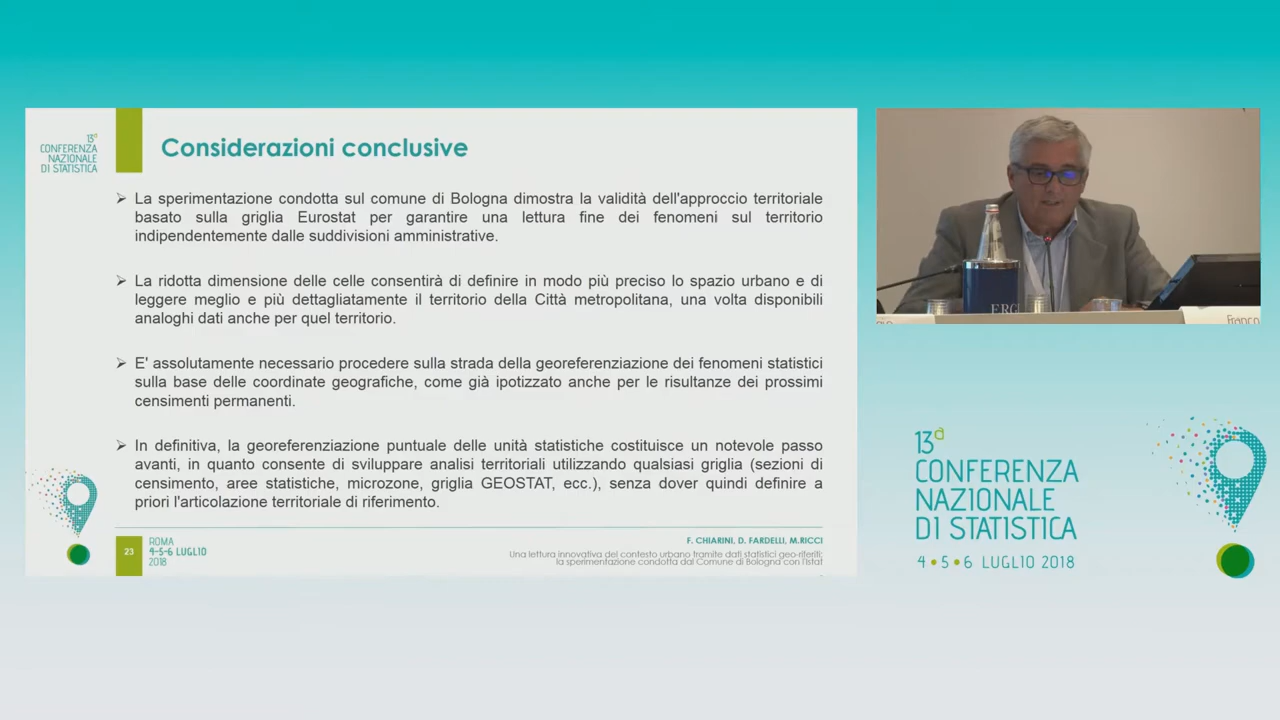 13ª
CONFERENZA
NAZIONALE
DI STATISTICA
Considerazioni conclusive
La sperimentazione condotta sul comune di Bologna dimostra la validità dell'approccio territoriale
basato sulla griglia Eurostat per garantire una lettura fine dei fenomeni sul territorio
indipendentemente dalle suddivisioni amministrative.
La ridotta dimensione delle celle consentirà di definire in modo più preciso lo spazio urbano e di
leggere meglio e più dettagliatamente il territorio della Città metropolitana, una volta disponibili
analoghi dati anche per quel territorio.
E' assolutamente necessario procedere sulla strada della georeferenziazione dei fenomeni statistici
sulla base delle coordinate geografiche, come già ipotizzato anche per le risultanze dei prossimi
censimenti permanenti.
In definitiva, la georeferenziazione puntuale delle unità statistiche costituisce un notevole passo
avanti, in quanto consente di sviluppare analisi territoriali utilizzando qualsiasi griglia (sezioni di
censimento, aree statistiche, microzone, griglia GEOSTAT, ecc.), senza dover quindi definire a
priori l'articolazione territoriale di riferimento.
23
ROMA
4-5-6 LUGLIO
2018
F. CHIARINI, D. FARDELLI, M.RICCI
Una lettura innovativa del contesto urbano tramite dati statistici geo-riferiti:
la sperimentazione condotta dal Comune di Bologna con l'Istat
Franco
13ª
CONFERENZA
NAZIONALE
DI STATISTICA
4 • 5 • 6 LUGLIO 2018